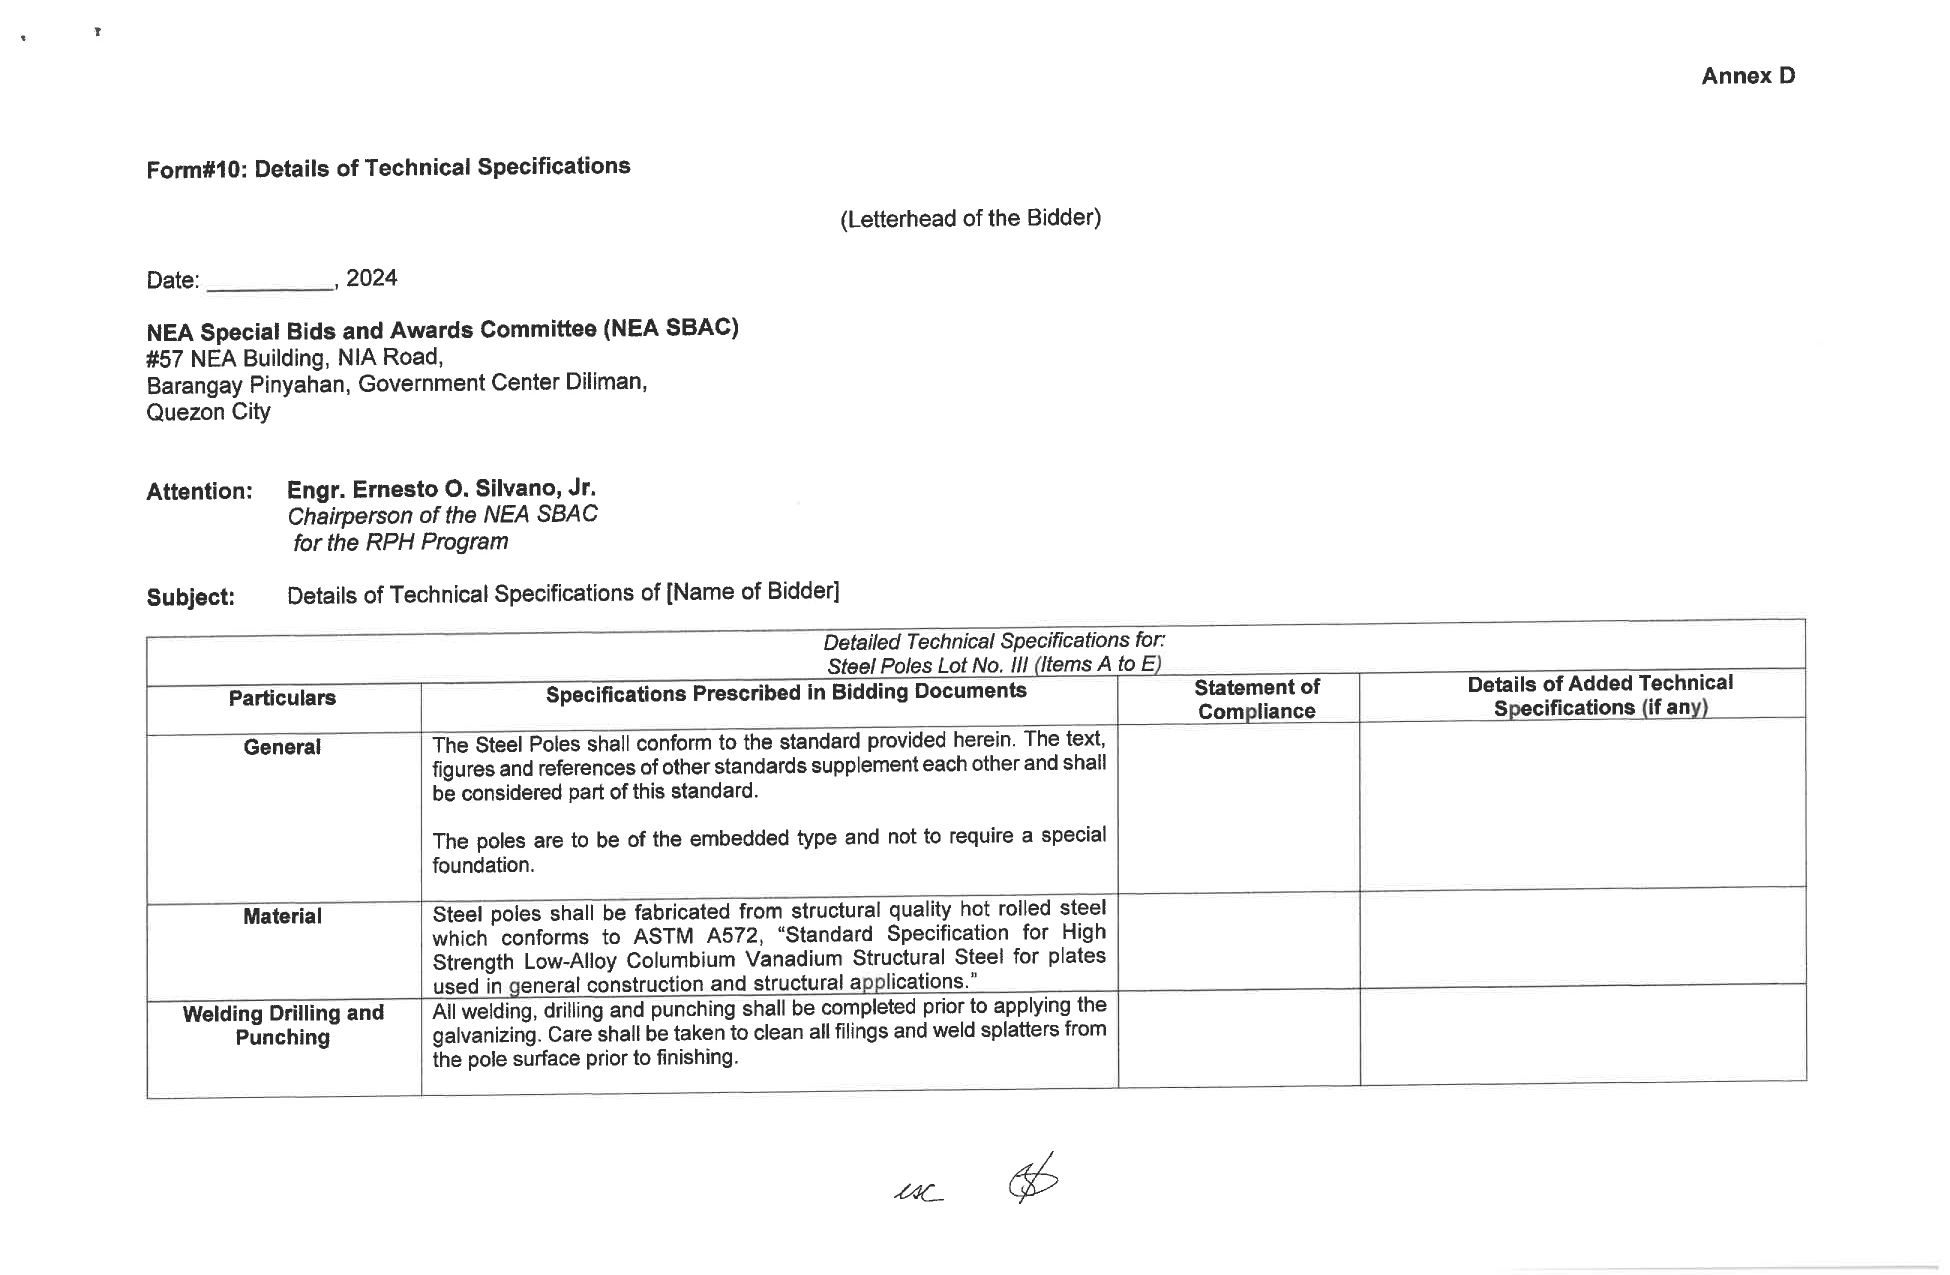 Annex D
Form#10: Details of Technical Specifications
(Letterhead of the Bidder)
Date: ___________, 2024
NEA Special Bids and Awards Committee (NEA SBAC)
#57 NEA Building, NIA Road,
Barangay Pinyahan, Government Center Diliman,
Quezon City
Attention: Engr. Ernesto O. Silvano, Jr.
Chairperson of the NEA SBAC
for the RPH Program
Subject: Details of Technical Specifications of [Name of Bidder]
Detailed Technical Specifications for:
Steel Poles Lot No. III (Items A to E)
Particulars
Specifications Prescribed in Bidding Documents
Statement of
Compliance
Details of Added Technical
Specifications (if any)
General
The Steel Poles shall conform to the standard provided herein. The text,
figures and references of other standards supplement each other and shall
be considered part of this standard.
The poles are to be of the embedded type and not to require a special
foundation.
Material
Steel poles shall be fabricated from structural quality hot rolled steel
which conforms to ASTM A572, “Standard Specification for High
Strength Low-Alloy Columbium Vanadium Structural Steel for plates
used in general construction and structural applications.”
Welding Drilling and
Punching
All welding, drilling and punching shall be completed prior to applying the
galvanizing. Care shall be taken to clean all filings and weld splatters from
the pole surface prior to finishing.